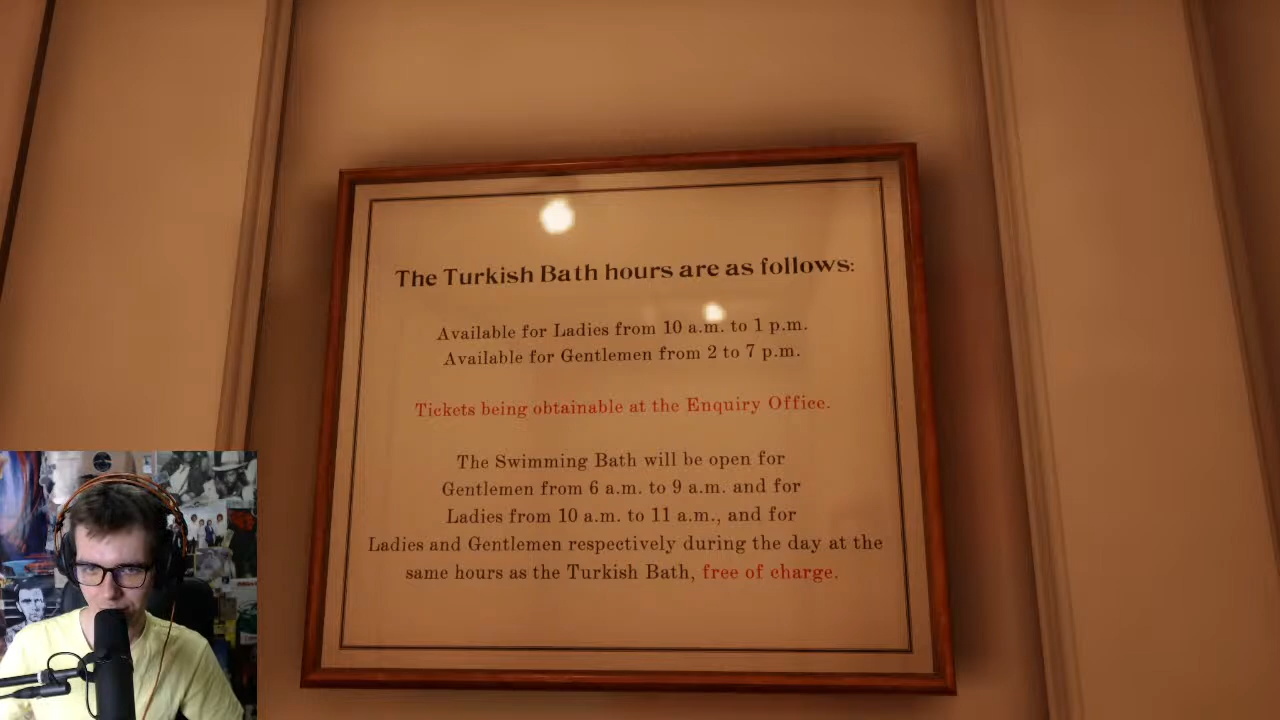 The Turkish Bath hours are as follows:
Available for Ladies from 10 a.m. to 1 p.m.
Available for Gentlemen from 2 to 7 p.m.
Tickets being obtainable at the Enquiry Office.
The Swimming Bath will be open for
Gentlemen from 6 a.m. to 9 a.m. and for
Ladies from 10 a.m. to 11 a.m., and for
Ladies and Gentlemen respectively during the day at the
same hours as the Turkish Bath, free of charge.